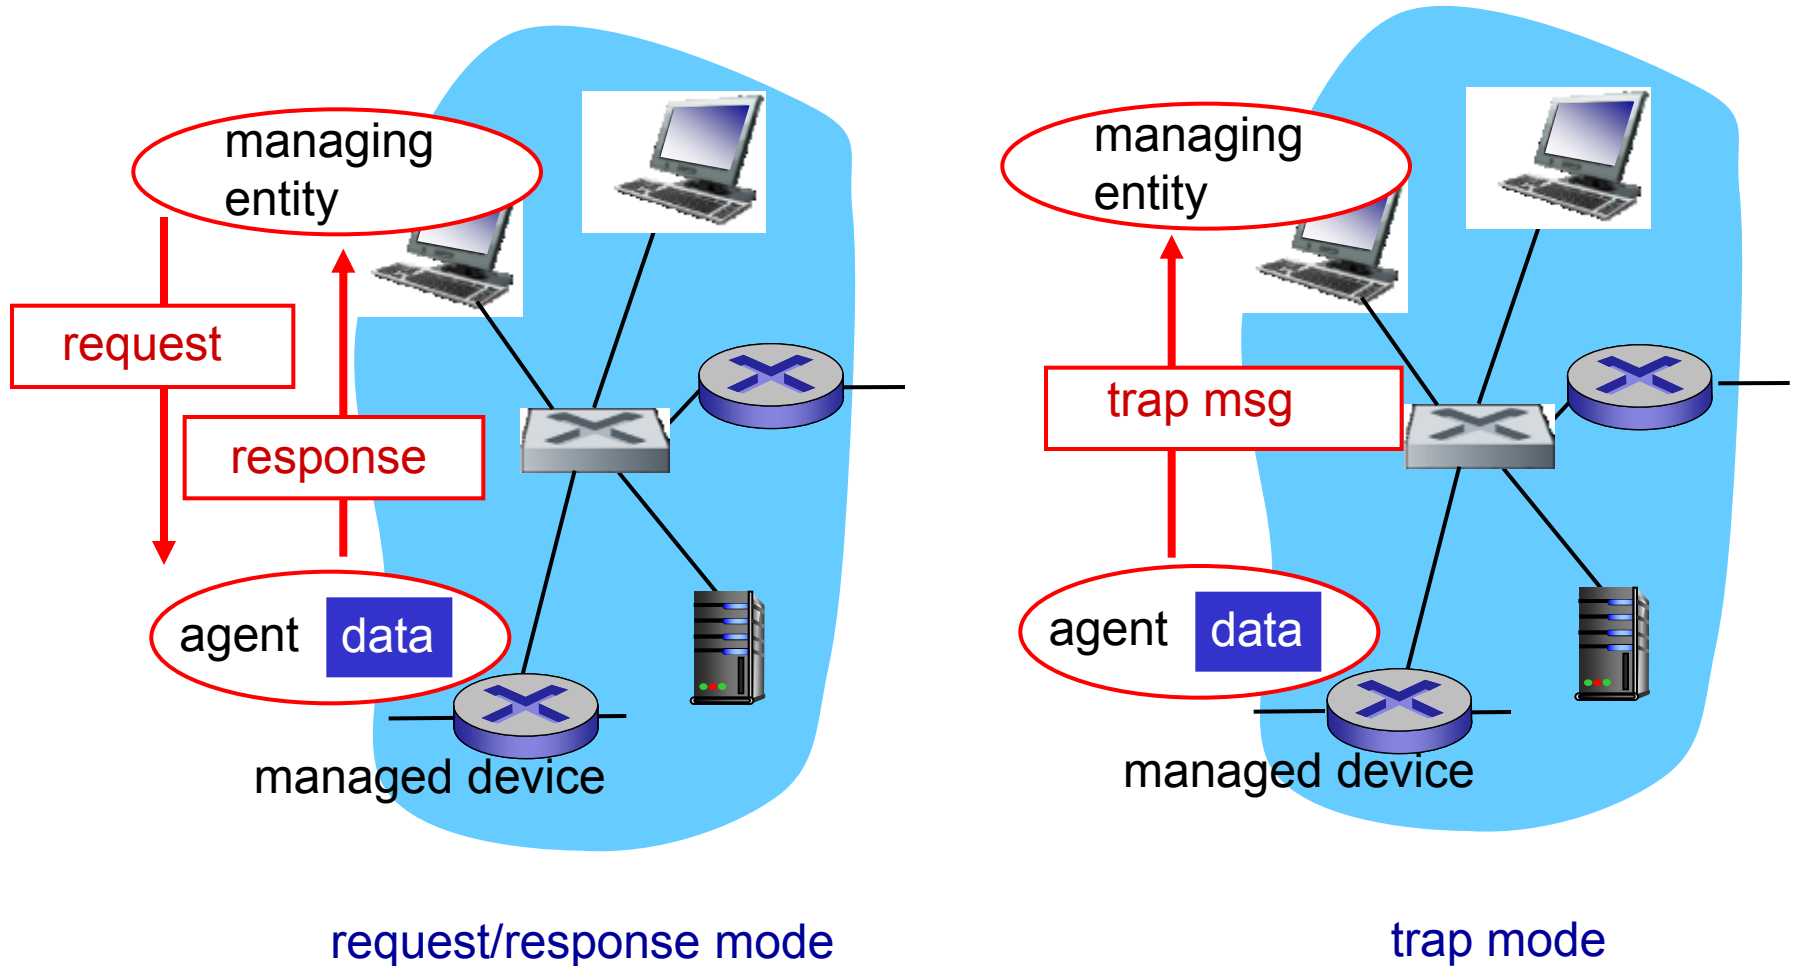 managing
entity
request
response
agent
data
managed device
request/response mode
managing
entity
trap msg
agent
data
managed device
trap mode